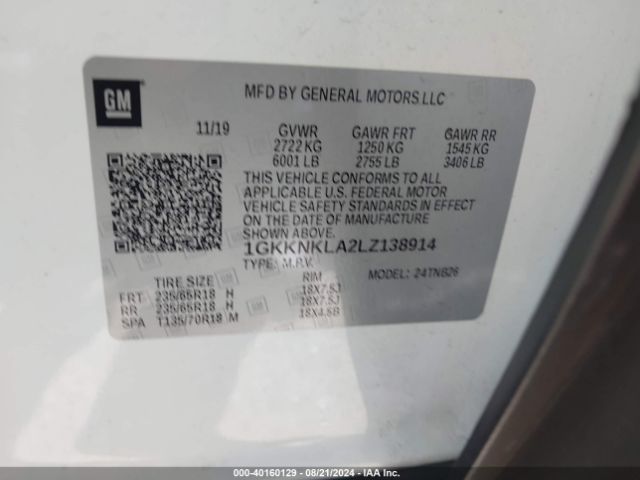 GM
MFD BY GENERAL MOTORS LLC
11/19 GVWR GAWR FRT GAWR RR
2722 KG 1250 KG 1545 KG
6001 LB 2755 LB 3406 LB
THIS VEHICLE CONFORMS TO ALL
APPLICABLE U.S. FEDERAL MOTOR
VEHICLE SAFETY STANDARDS IN EFFECT
ON THE DATE OF MANUFACTURE
SHOWN ABOVE.
1GKKNKLA2LZ138914
TYPE: M.P.V. MODEL: 24TNB26
TIRE SIZE RIM
FRT 235/65R18 H 18X7.5J
RR 235/65R18 H 18X7.5J
SPA T135/70R18 M 18X4.5B
000-40160129 - 08/21/2024 - IAA Inc.